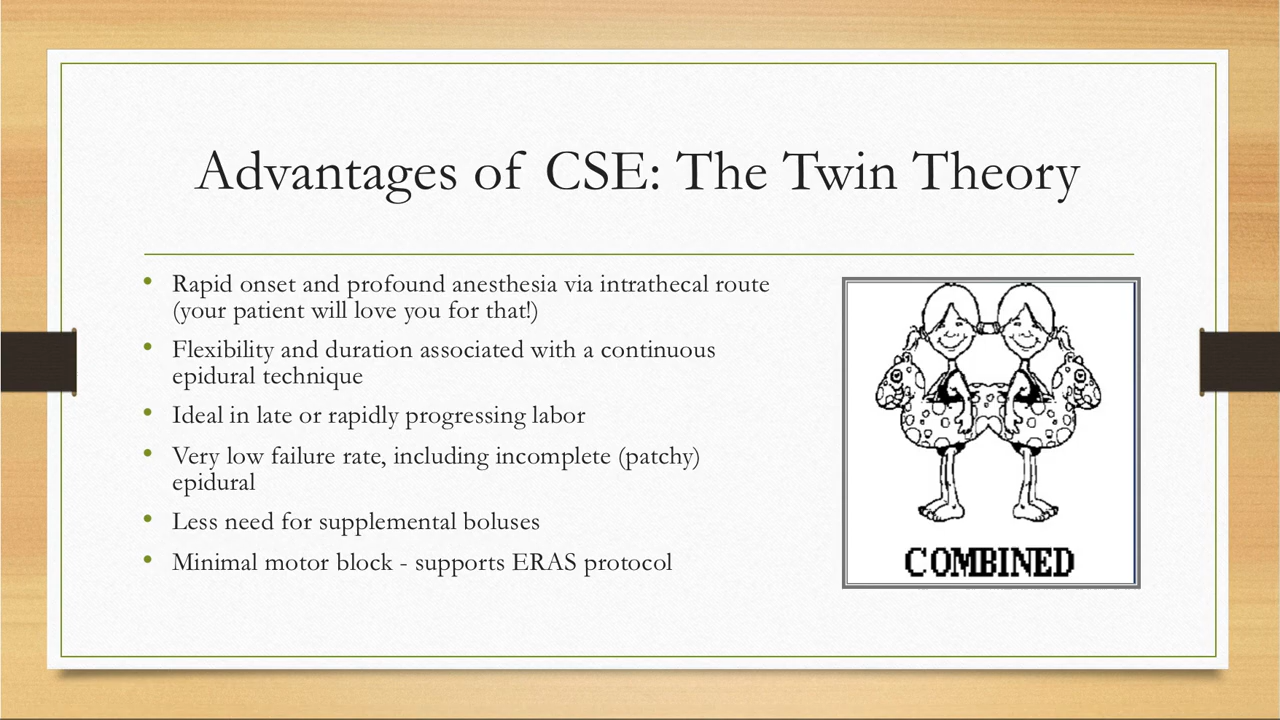 Advantages of CSE: The Twin Theory
• Rapid onset and profound anesthesia via intrathecal route
(your patient will love you for that!)
• Flexibility and duration associated with a continuous
epidural technique
• Ideal in late or rapidly progressing labor
• Very low failure rate, including incomplete (patchy)
epidural
• Less need for supplemental boluses
• Minimal motor block - supports ERAS protocol
COMBINED